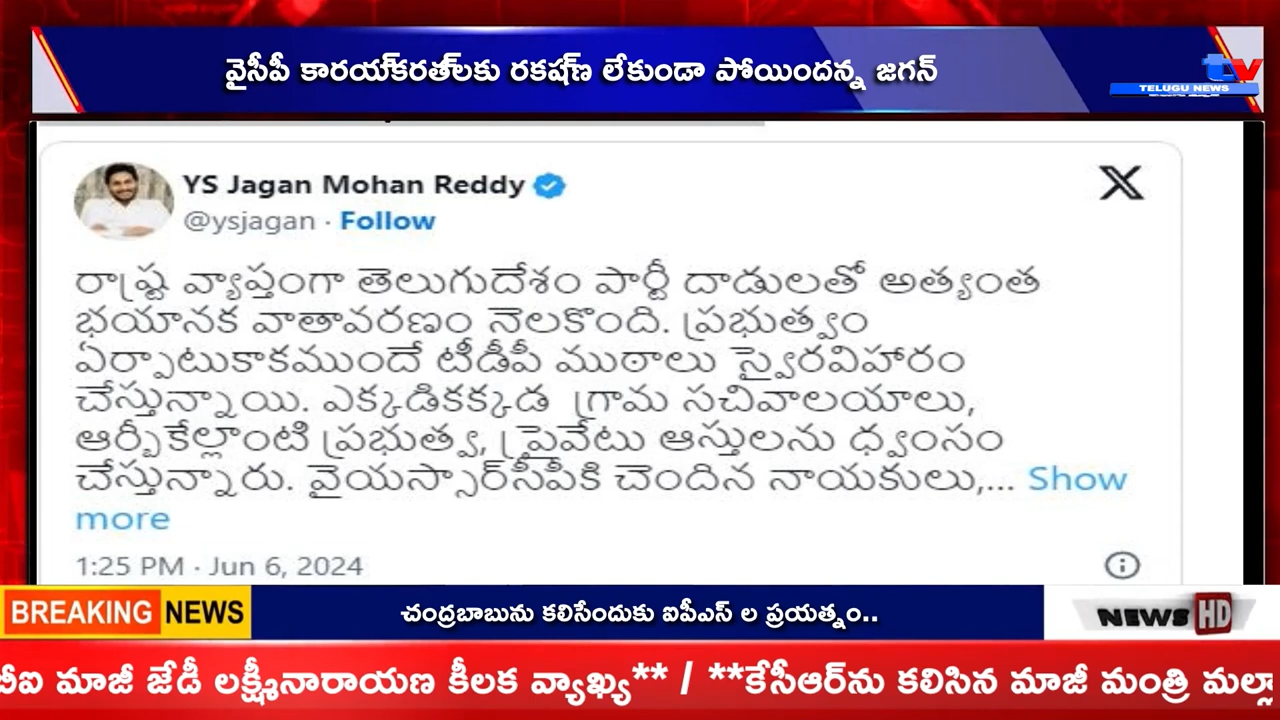 వైసీపీ కారయ్కరత్లకు రకష్ణ్ లేకుండా పోయిందన్న జగన్
tv
TELUGU NEWS
YS Jagan Mohan Reddy
@ysjagan · Follow
రాష్ట్ర వ్యాప్తంగా తెలుగుదేశం పార్టీ దాడులతో అత్యంత
భయానక వాతావరణం నెలకొంది. ప్రభుత్వం
ఏర్పాటుకాకముందే టీడీపీ ముఠాలు స్వైరవిహారం
చేస్తున్నాయి. ఎక్కడికక్కడ గ్రామ సచివాలయాలు,
ఆర్బీకేల్లాంటి ప్రభుత్వ, ప్రైవేటు ఆస్తులను ధ్వంసం
చేస్తున్నారు. వైయస్సార్‌సీపీకి చెందిన నాయకులు,... Show
more
1:25 PM · Jun 6, 2024
BREAKING NEWS
చంద్రబాబును కలిసేందుకు ఐపీఎస్ ల ప్రయత్నం..
NEWS HD
బీఐ మాజీ జేడీ లక్ష్మీనారాయణ కీలక వ్యాఖ్య** / **కేసీఆర్‌ను కలిసిన మాజీ మంత్రి